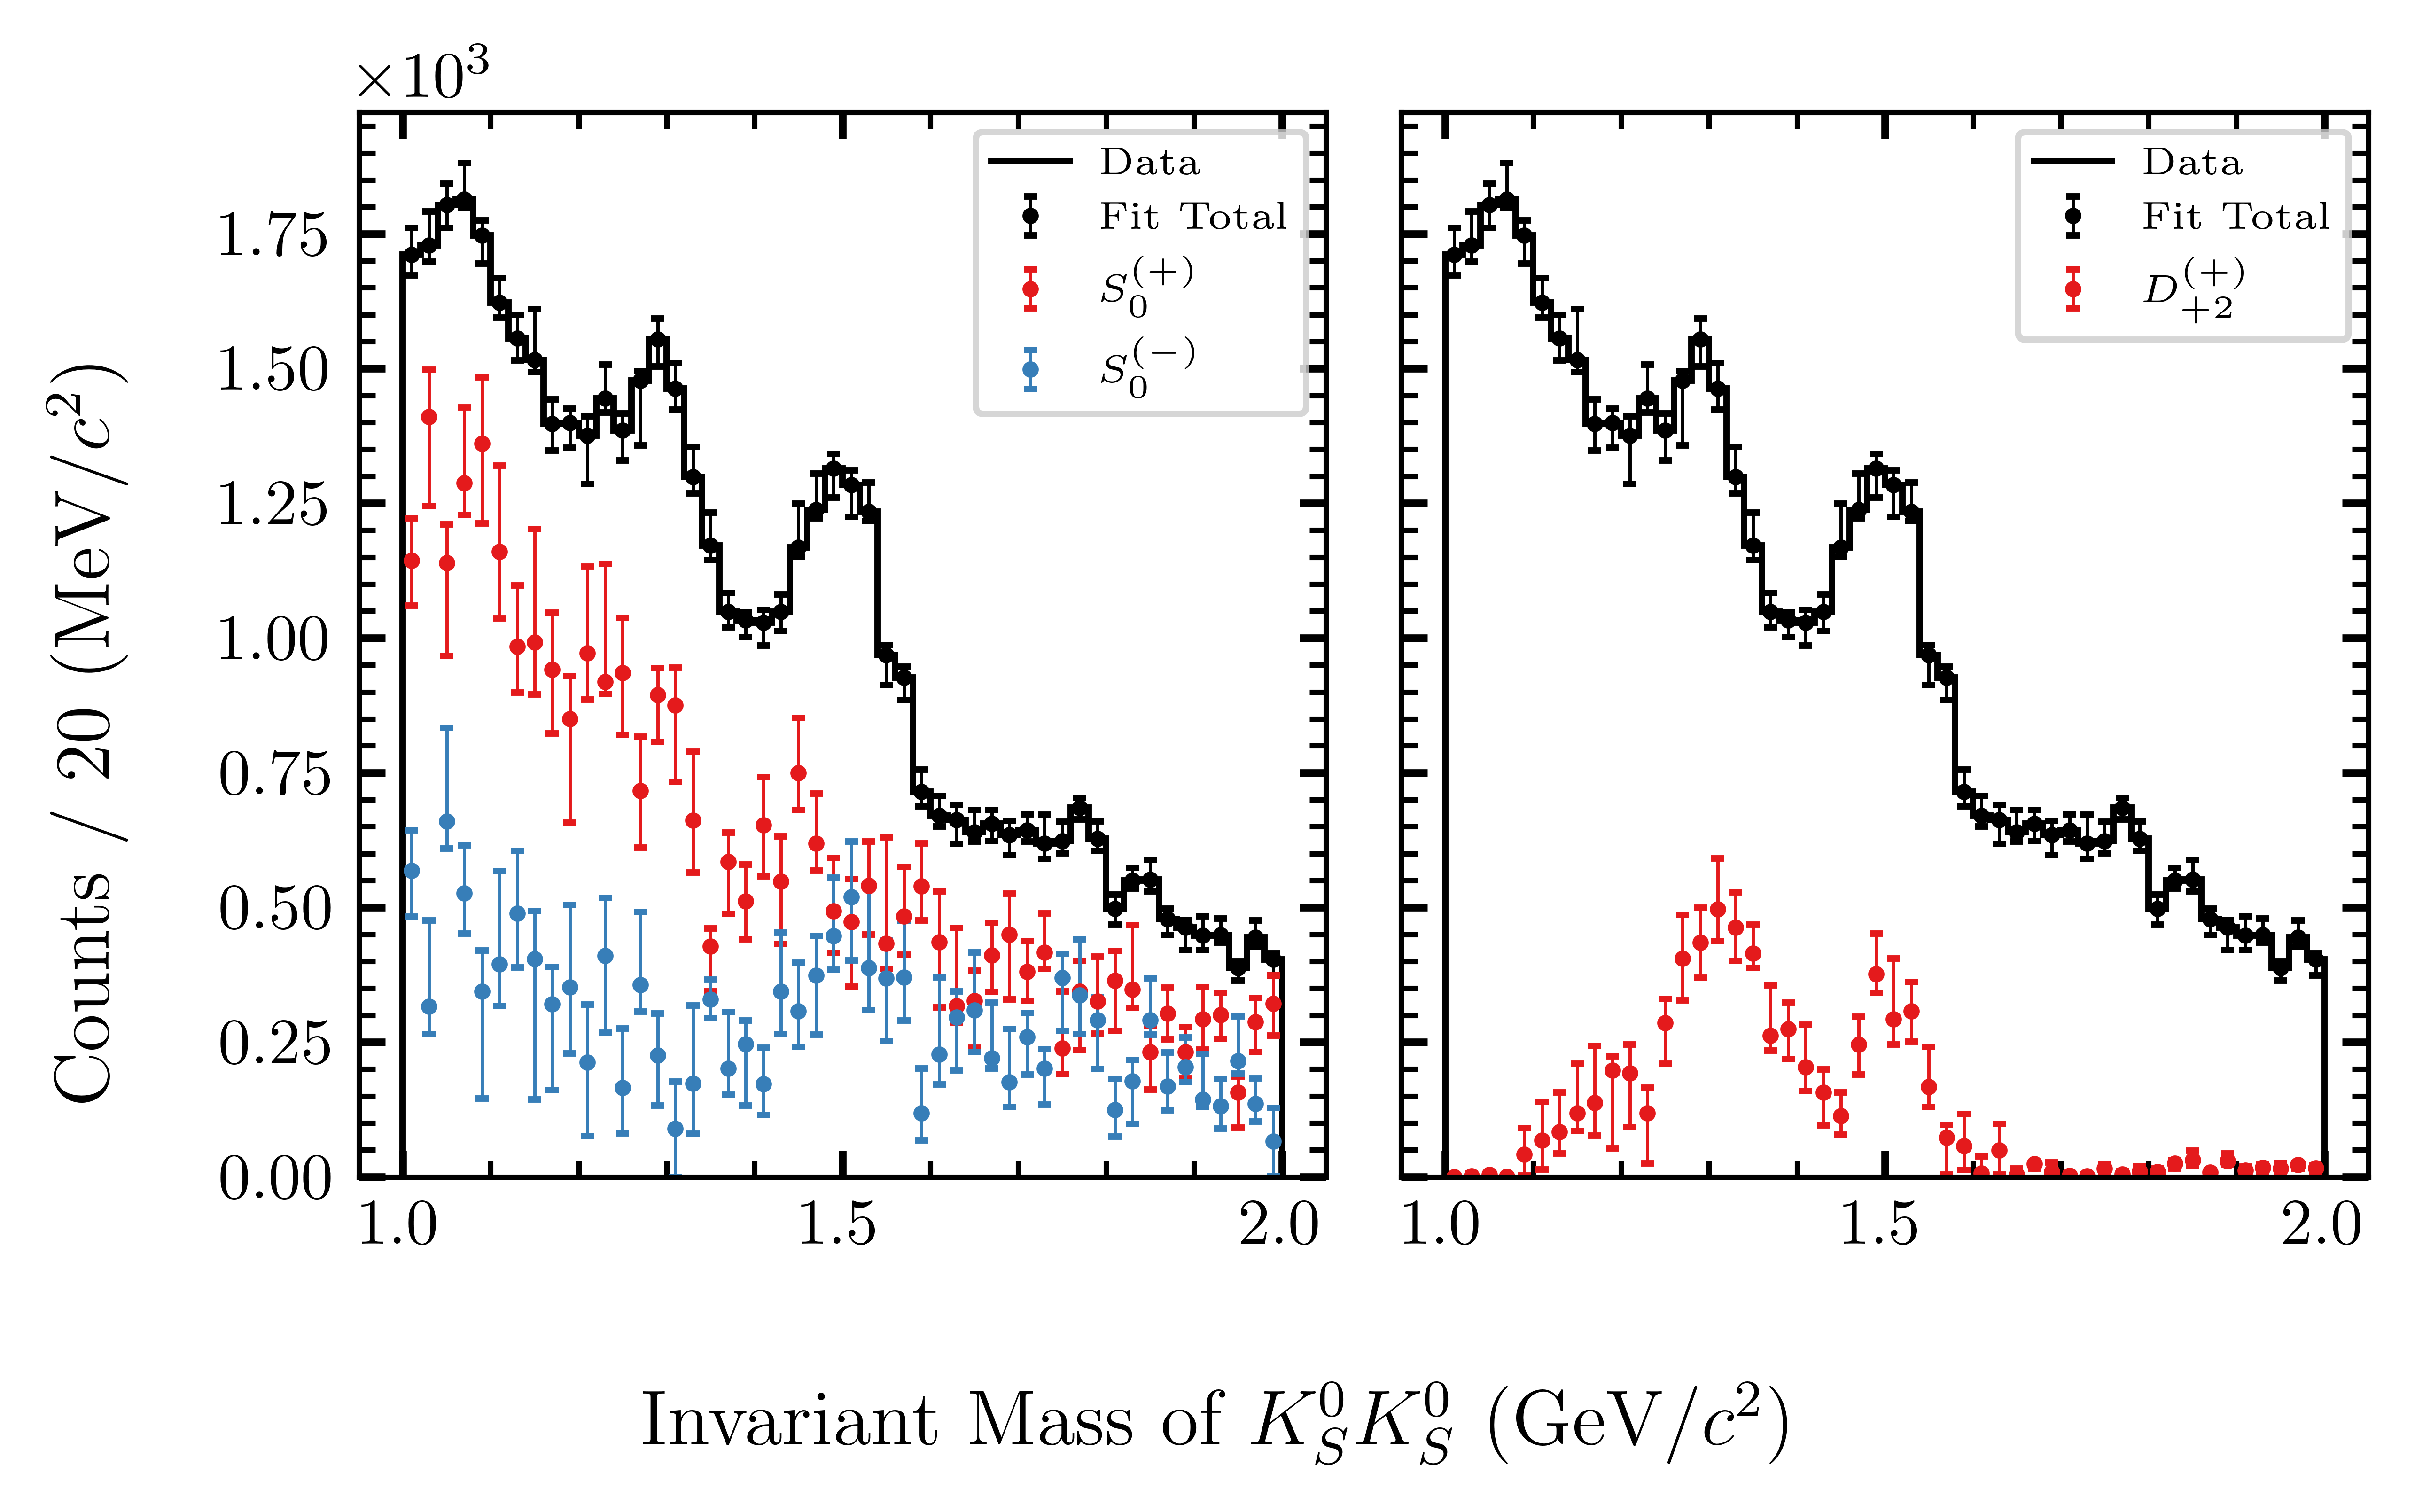 ×10³
Data
Fit Total
S₀⁽⁺⁾
S₀⁽⁻⁾
Data
Fit Total
D₊₂⁽⁺⁾
Counts / 20 (MeV/c²)
1.75
1.50
1.25
1.00
0.75
0.50
0.25
0.00
1.0 1.5 2.0
1.0 1.5 2.0
Invariant Mass of K_S⁰K_S⁰ (GeV/c²)